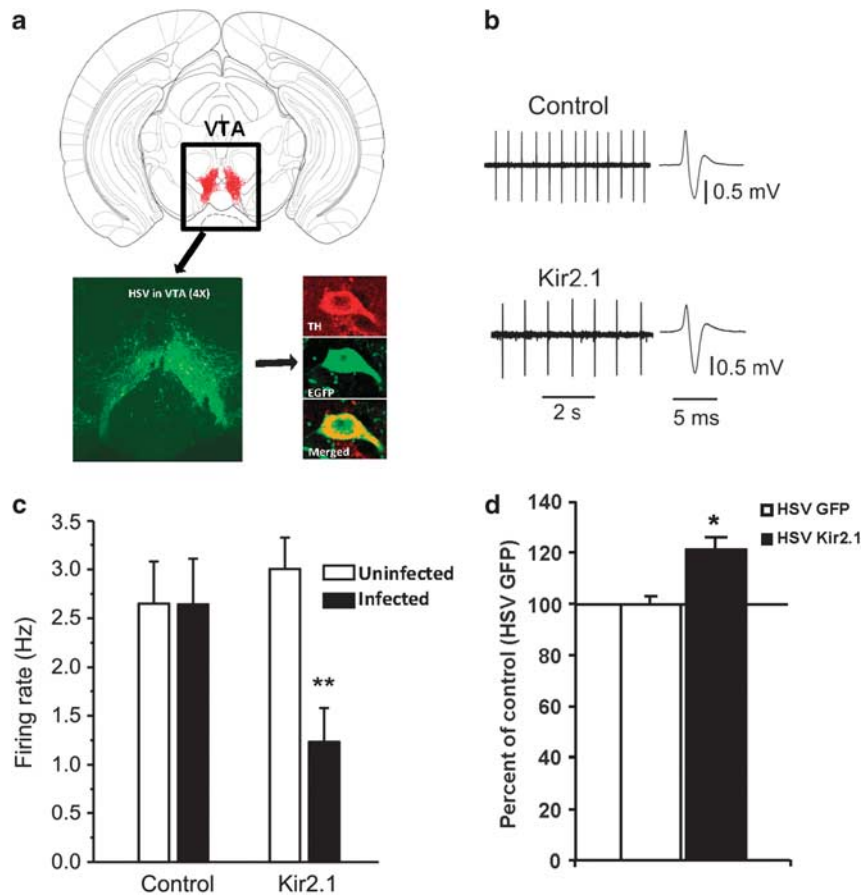 a
VTA
HSV in VTA (4X)
TH
EGFP
Merged
b
Control
0.5 mV
Kir2.1
0.5 mV
2 s
5 ms
c
Firing rate (Hz)
3.5
3.0
2.5
2.0
1.5
1.0
0.5
0.0
Uninfected
Infected
**
Control
Kir2.1
d
Percent of control (HSV GFP)
140
120
100
80
60
40
20
0
*
HSV GFP
HSV Kir2.1